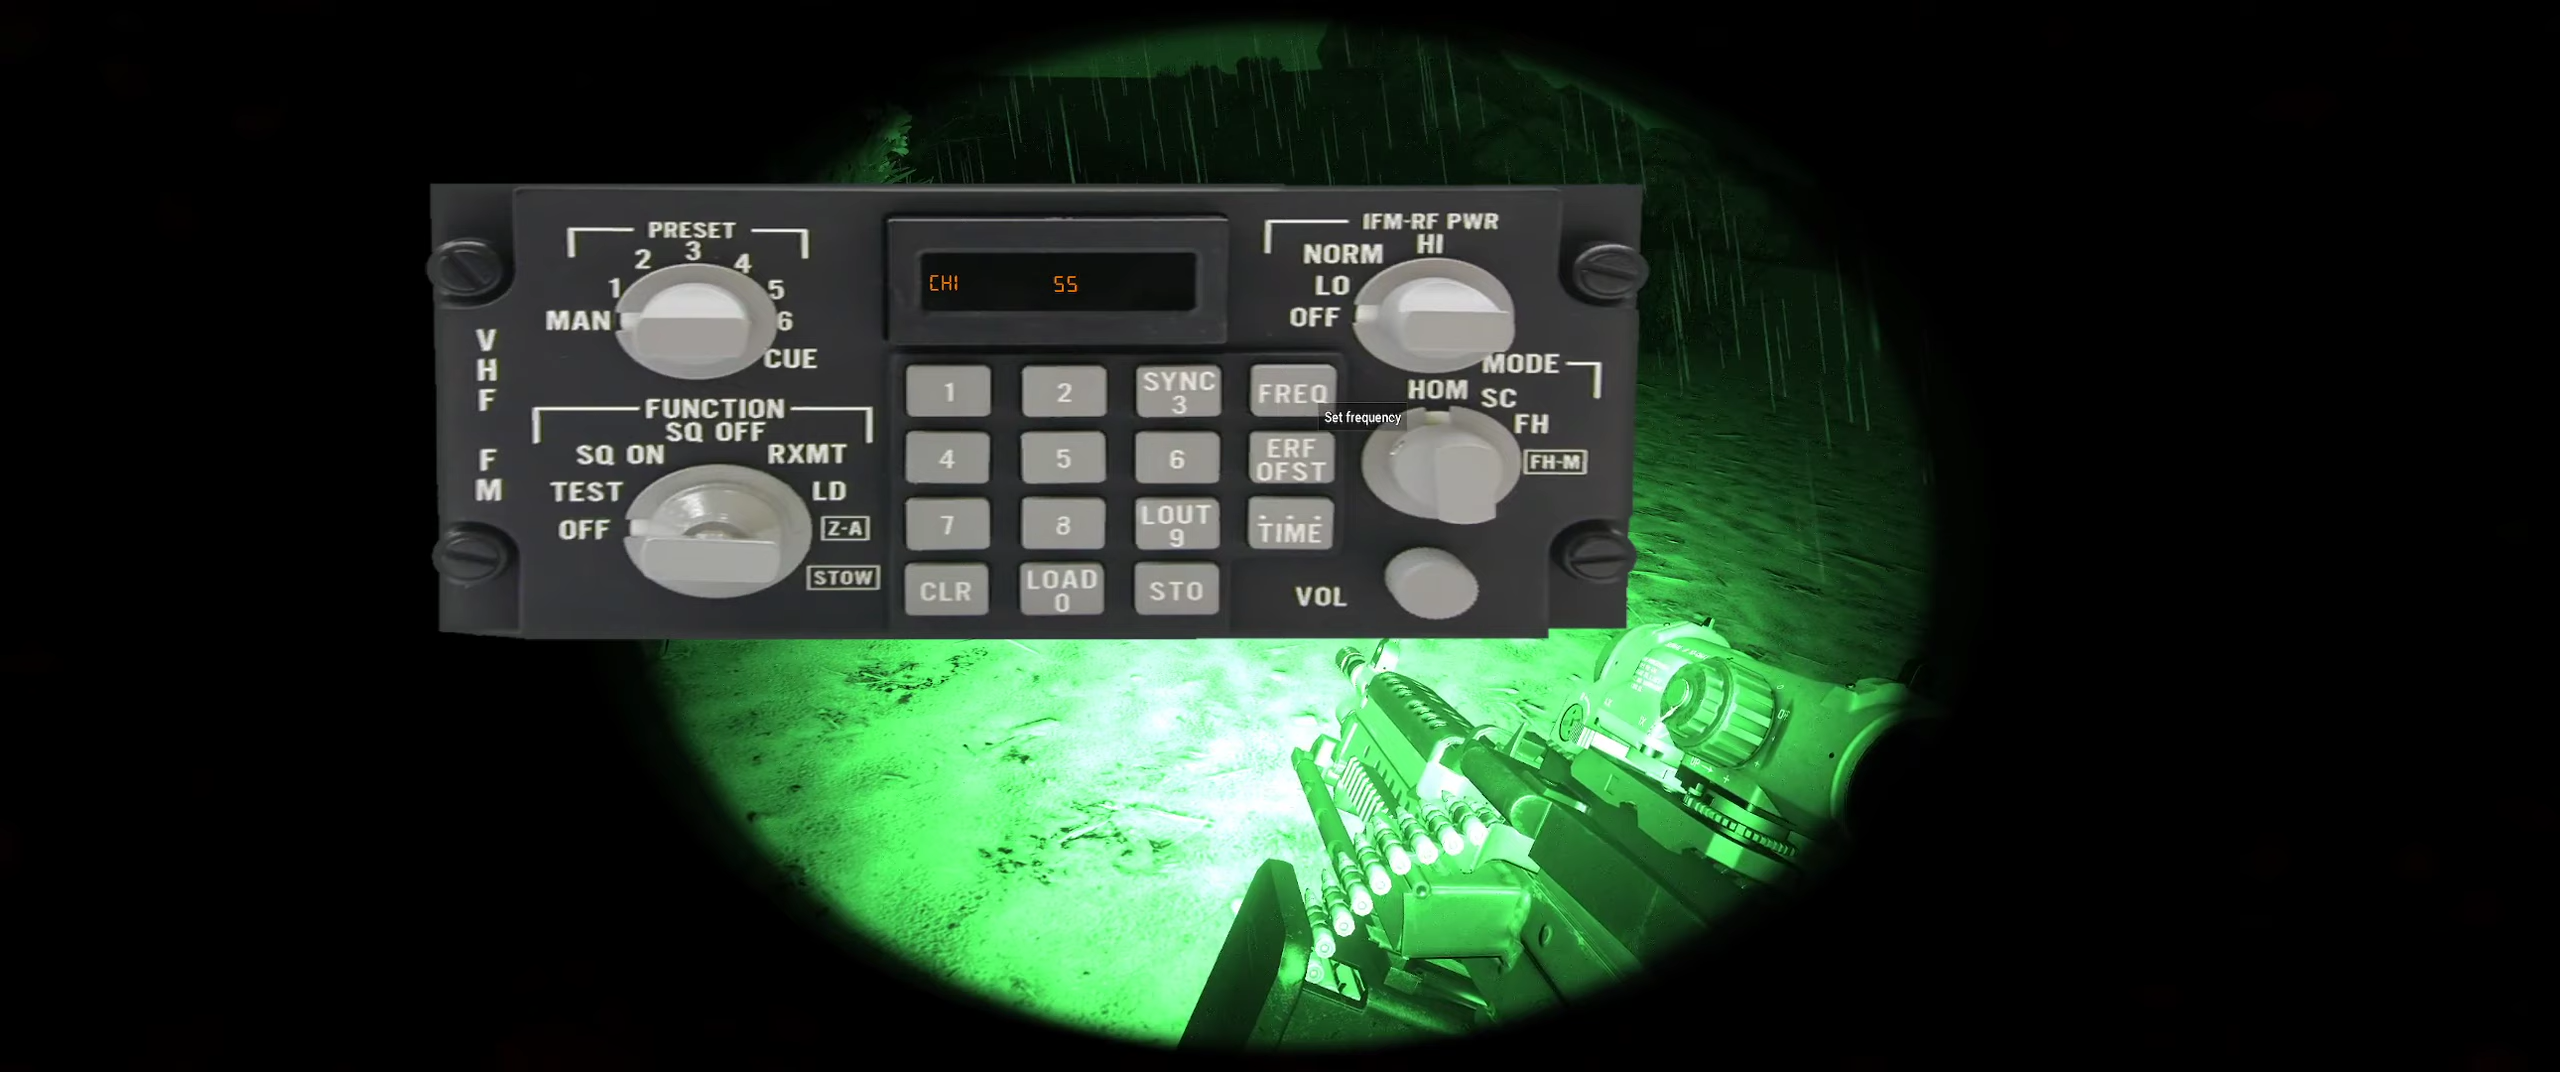 PRESET
1 2 3 4 5 6
MAN
CUE
VHF FM
FUNCTION
SQ OFF
SQ ON
RXMT
TEST
LD
OFF
Z-A
STOW
CH1 55
1 2 SYNC 3 FREQ
Set frequency
4 5 6 ERF OFST
7 8 LOUT 9 TIME
CLR LOAD 0 STO
IFM-RF PWR
HI
NORM
LO
OFF
MODE
HOM SC
FH
FH-M
VOL